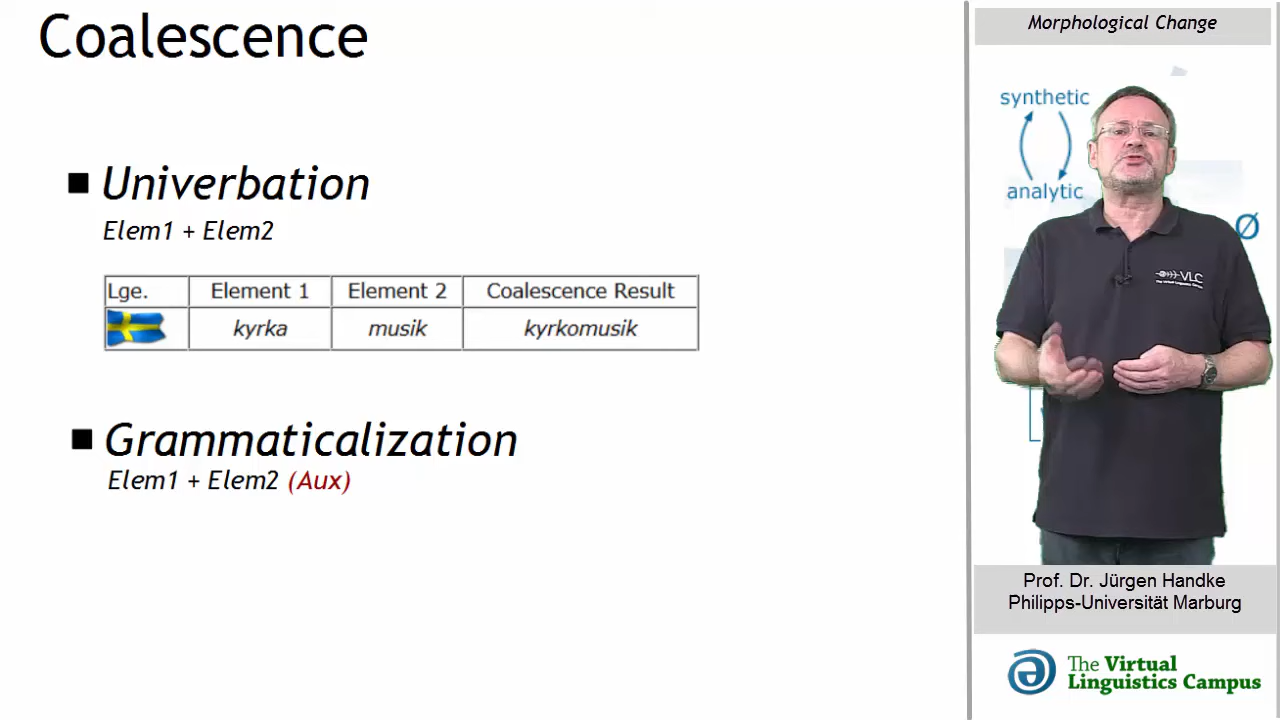 Coalescence
Univerbation
Elem1 + Elem2
Lge. Element 1 Element 2 Coalescence Result
kyrka musik kyrkomusik
Grammaticalization
Elem1 + Elem2 (Aux)
Morphological Change
synthetic
analytic
Ø
VLC
Prof. Dr. Jürgen Handke
Philipps-Universität Marburg
The Virtual
Linguistics Campus